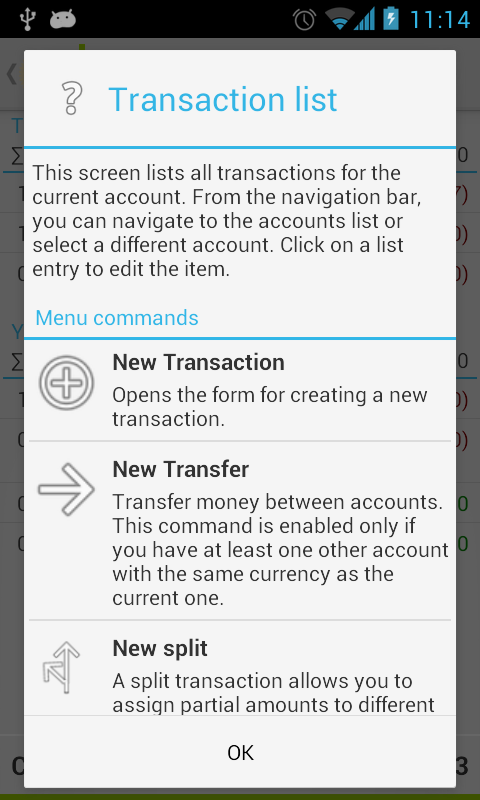 11:14
Transaction list
This screen lists all transactions for the
current account. From the navigation bar,
you can navigate to the accounts list or
select a different account. Click on a list
entry to edit the item.
Menu commands
New Transaction
Opens the form for creating a new
transaction.
New Transfer
Transfer money between accounts.
This command is enabled only if
you have at least one other account
with the same currency as the
current one.
New split
A split transaction allows you to
assign partial amounts to different
OK